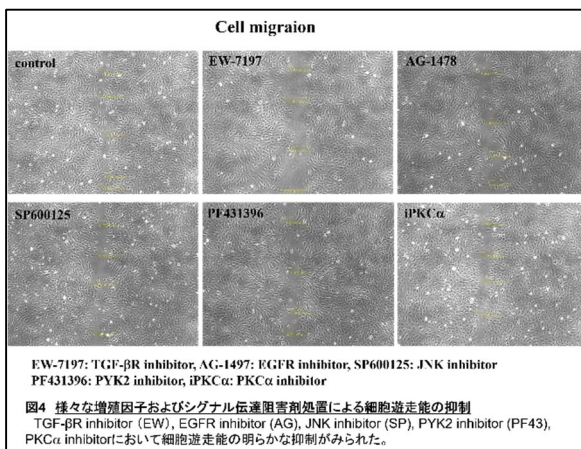 Cell migraion
control
EW-7197
AG-1478
SP600125
PF431396
iPKCα
EW-7197: TGF-βR inhibitor, AG-1497: EGFR inhibitor, SP600125: JNK inhibitor
PF431396: PYK2 inhibitor, iPKCα: PKCα inhibitor
図4 様々な増殖因子およびシグナル伝達阻害剤処置による細胞遊走能の抑制
TGF-βR inhibitor (EW), EGFR inhibitor (AG), JNK inhibitor (SP), PYK2 inhibitor (PF43),
PKCα inhibitorにおいて細胞遊走能の明らかな抑制がみられた。